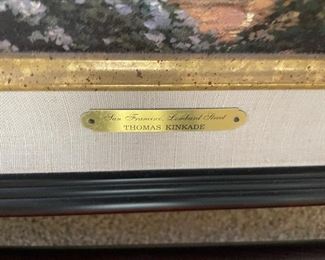 San Francisco, Lombard Street
THOMAS KINKADE